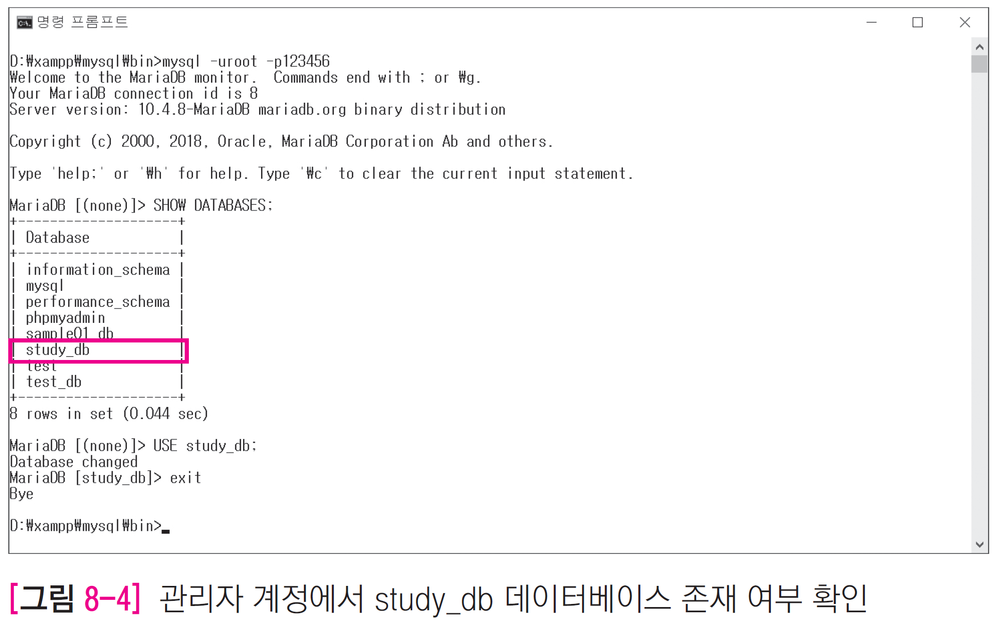 명령 프롬프트
D:₩xampp₩mysql₩bin>mysql -uroot -p123456
Welcome to the MariaDB monitor.  Commands end with ; or ₩g.
Your MariaDB connection id is 8
Server version: 10.4.8-MariaDB mariadb.org binary distribution
Copyright (c) 2000, 2018, Oracle, MariaDB Corporation Ab and others.
Type 'help;' or '₩h' for help. Type '₩c' to clear the current input statement.
MariaDB [(none)]> SHOW DATABASES;
+--------------------+
| Database           |
+--------------------+
| information_schema |
| mysql              |
| performance_schema |
| phpmyadmin         |
| sample01_db        |
| study_db           |
| test               |
| test_db            |
+--------------------+
8 rows in set (0.044 sec)
MariaDB [(none)]> USE study_db;
Database changed
MariaDB [study_db]> exit
Bye
D:₩xampp₩mysql₩bin>_
[그림 8-4] 관리자 계정에서 study_db 데이터베이스 존재 여부 확인